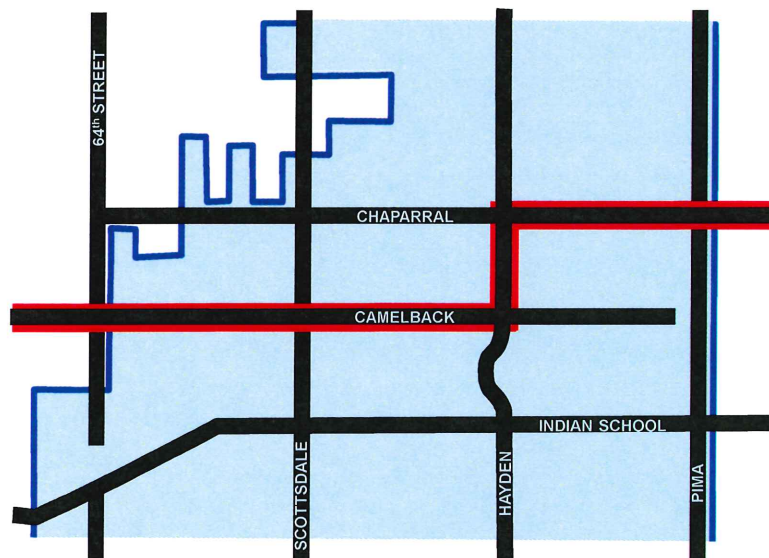 64th STREET
CHAPARRAL
CAMELBACK
INDIAN SCHOOL
SCOTTSDALE
HAYDEN
PIMA